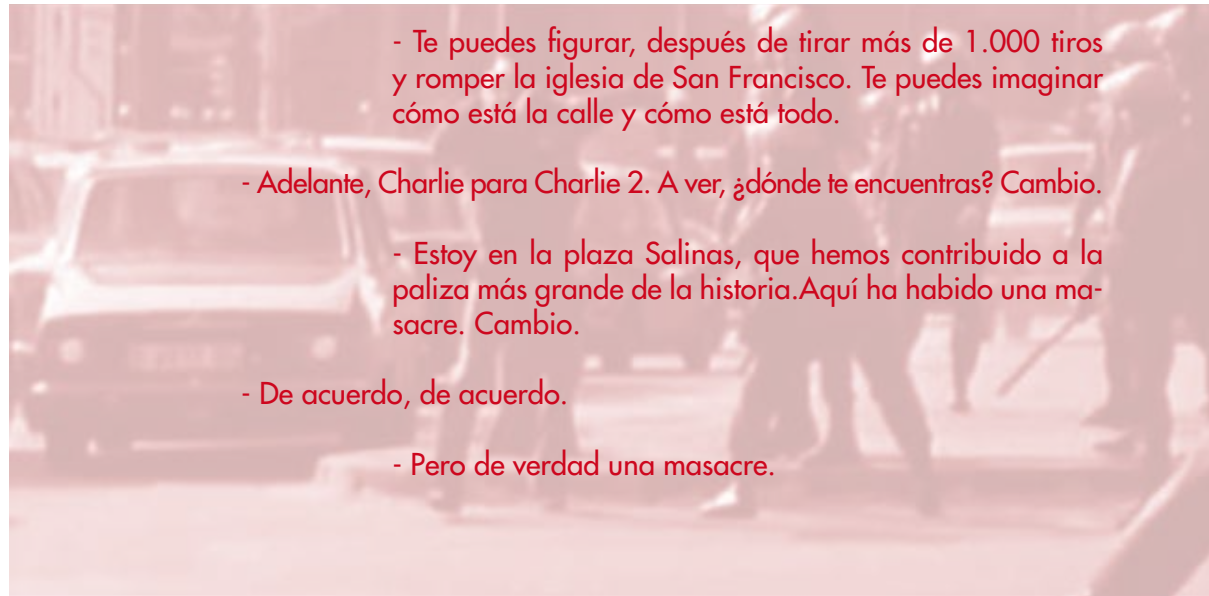 - Te puedes figurar, después de tirar más de 1.000 tiros
y romper la iglesia de San Francisco. Te puedes imaginar
cómo está la calle y cómo está todo.
- Adelante, Charlie para Charlie 2. A ver, ¿dónde te encuentras? Cambio.
- Estoy en la plaza Salinas, que hemos contribuido a la
paliza más grande de la historia.Aquí ha habido una ma-
sacre. Cambio.
- De acuerdo, de acuerdo.
- Pero de verdad una masacre.